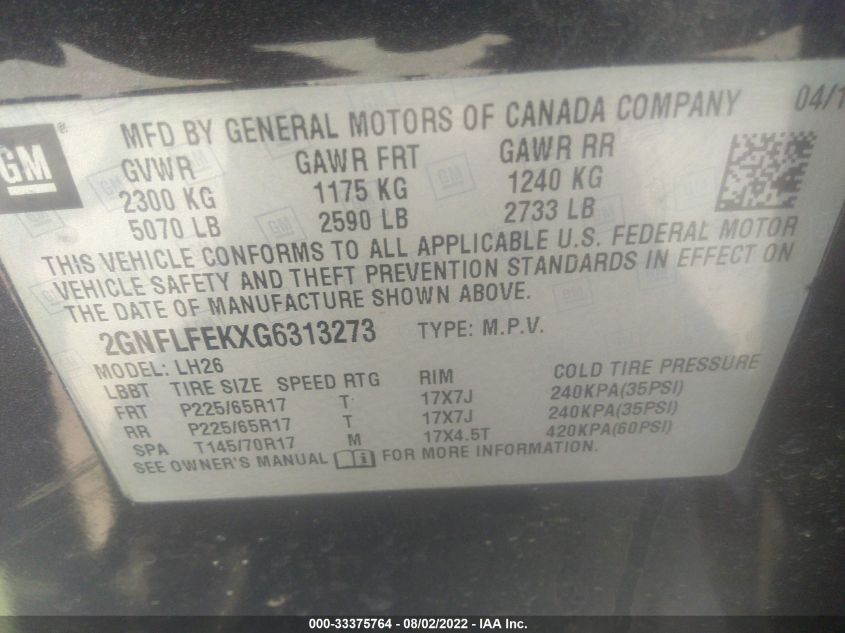 GM
MFD BY GENERAL MOTORS OF CANADA COMPANY 04/1
GVWR GAWR FRT GAWR RR
2300 KG 1175 KG 1240 KG
5070 LB 2590 LB 2733 LB
THIS VEHICLE CONFORMS TO ALL APPLICABLE U.S. FEDERAL MOTOR
VEHICLE SAFETY AND THEFT PREVENTION STANDARDS IN EFFECT ON
THE DATE OF MANUFACTURE SHOWN ABOVE.
2GNFLFEKXG6313273 TYPE: M.P.V.
MODEL: LH26
LBBT TIRE SIZE SPEED RTG RIM COLD TIRE PRESSURE
FRT P225/65R17 T 17X7J 240KPA(35PSI)
RR P225/65R17 T 17X7J 240KPA(35PSI)
SPA T145/70R17 M 17X4.5T 420KPA(60PSI)
SEE OWNER'S MANUAL i FOR MORE INFORMATION.
000-33375764 - 08/02/2022 - IAA Inc.